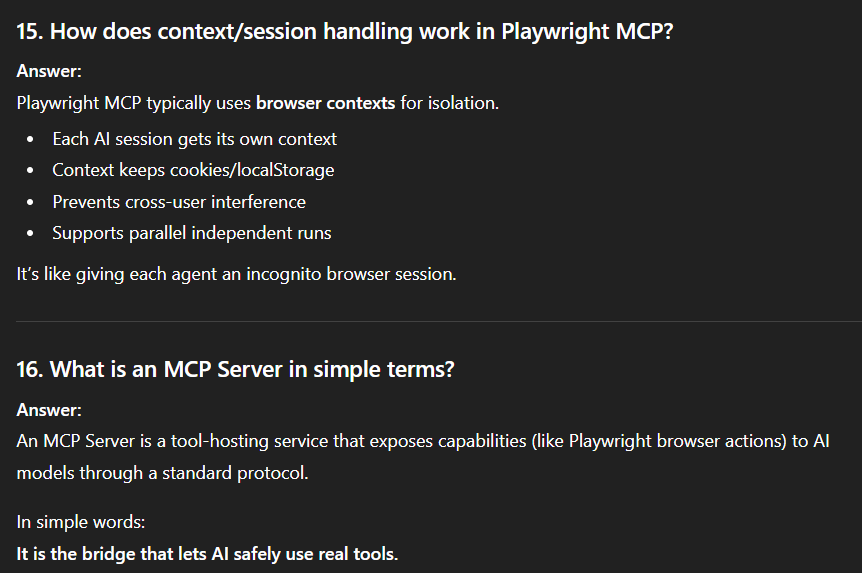 15. How does context/session handling work in Playwright MCP?
Answer:
Playwright MCP typically uses browser contexts for isolation.
• Each AI session gets its own context
• Context keeps cookies/localStorage
• Prevents cross-user interference
• Supports parallel independent runs
It’s like giving each agent an incognito browser session.
16. What is an MCP Server in simple terms?
Answer:
An MCP Server is a tool-hosting service that exposes capabilities (like Playwright browser actions) to AI
models through a standard protocol.
In simple words:
It is the bridge that lets AI safely use real tools.